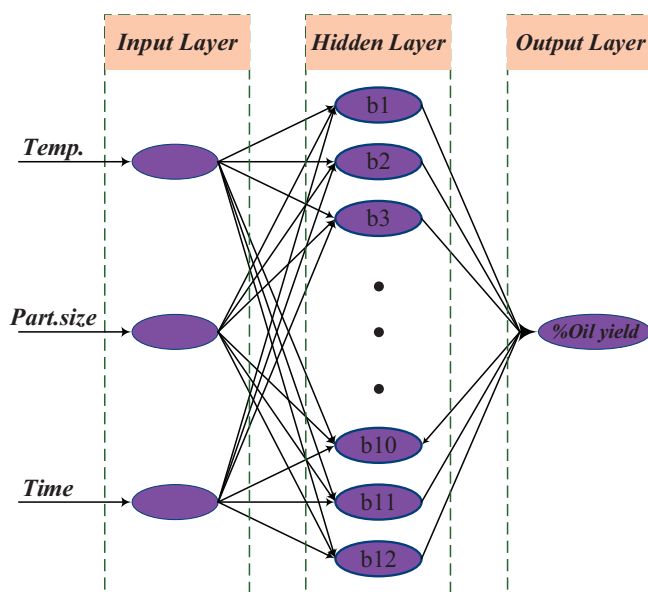 Input Layer
Hidden Layer
Output Layer
b1
Temp.
b2
b3
Part.size
%Oil yield
b10
Time
b11
b12